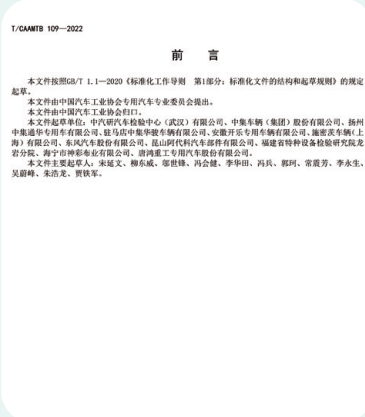 T/CAAMTB 109—2022
前 言
本文件按照GB/T 1.1—2020《标准化工作导则 第1部分：标准化文件的结构和起草规则》的规定
起草。
本文件由中国汽车工业协会专用汽车专业委员会提出。
本文件由中国汽车工业协会归口。
本文件起草单位：中汽研汽车检验中心（武汉）有限公司、中集车辆（集团）股份有限公司、扬州
中集通华专用车有限公司、驻马店中集华骏车辆有限公司、安徽开乐专用车辆有限公司、施密茨车辆（上
海）有限公司、东风汽车股份有限公司、昆山阿代科汽车部件有限公司、福建省特种设备检验研究院龙
岩分院、海宁市神彩布业有限公司、唐鸿重工专用汽车股份有限公司。
本文件主要起草人：宋延文、柳东威、邬世锋、冯会健、李华田、冯兵、郭珂、常震芳、李永生、
吴蔚峰、朱浩龙、贾铁军。